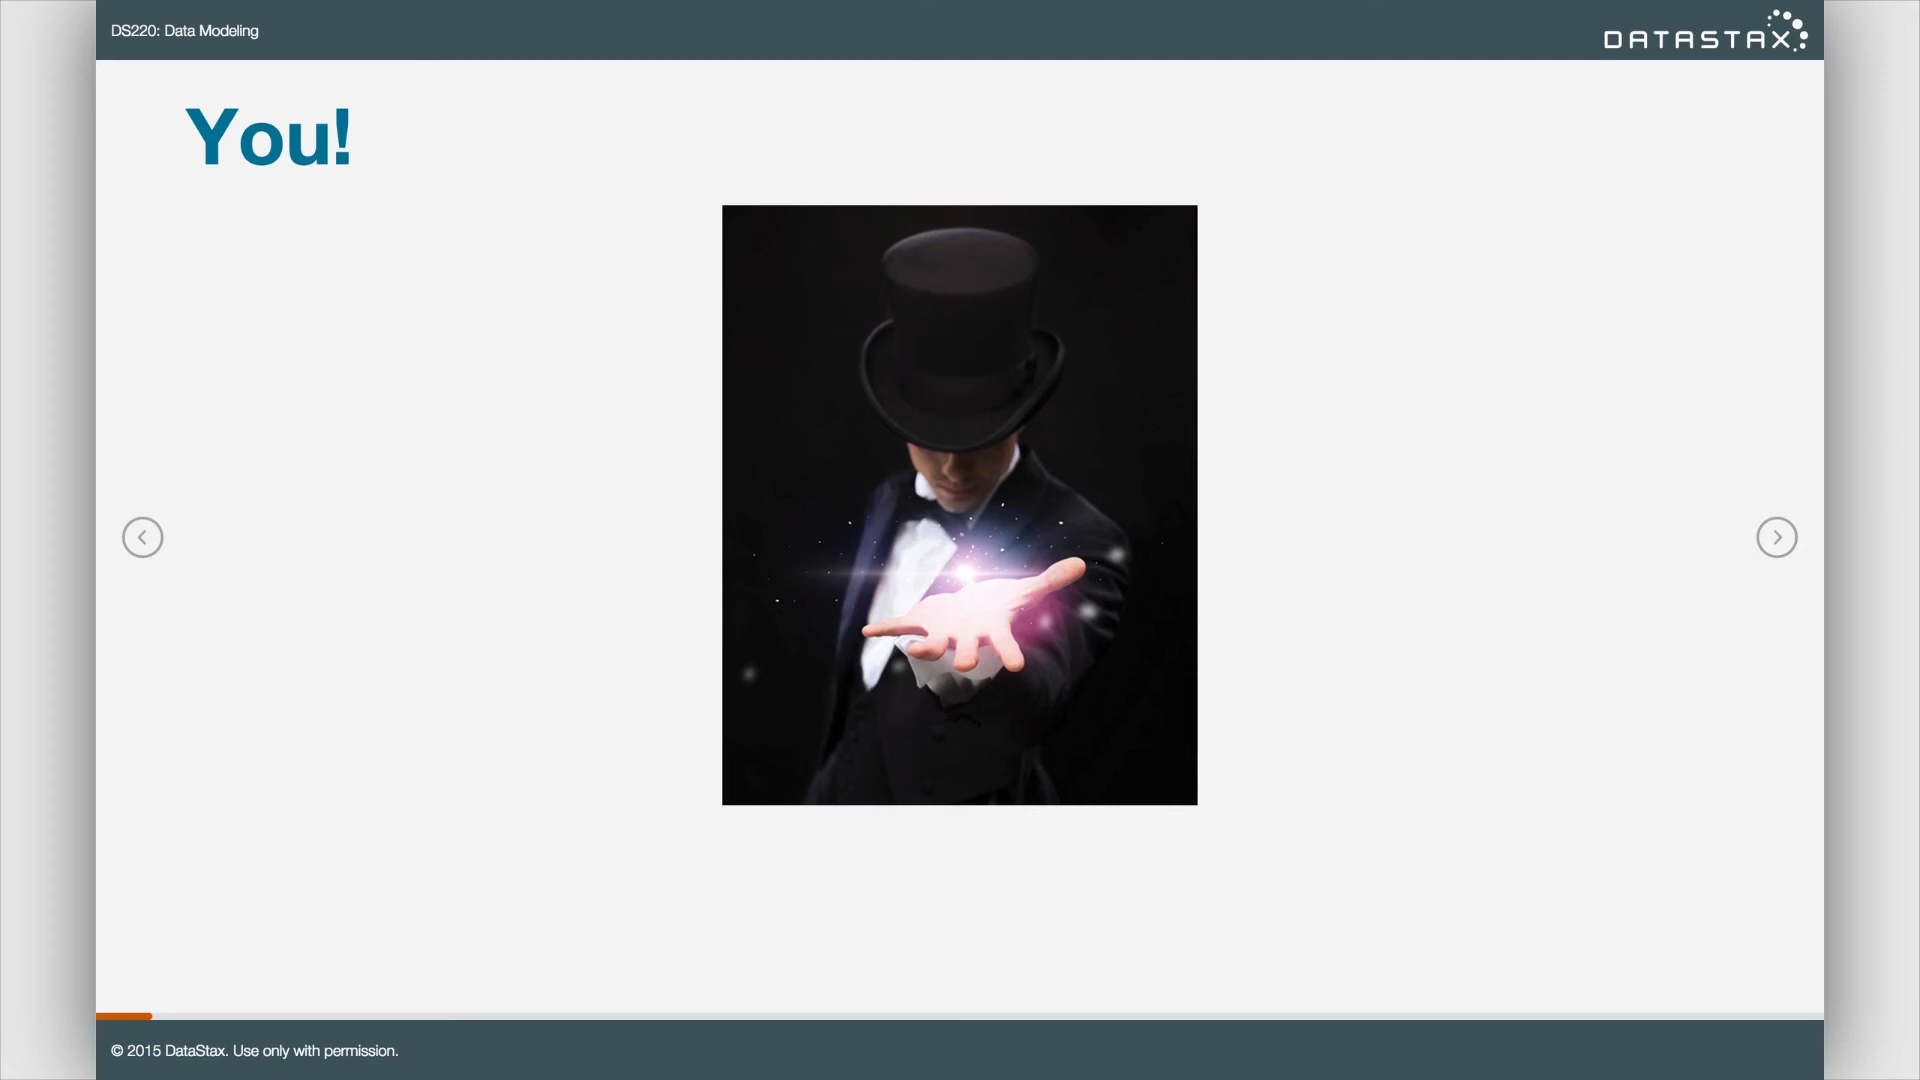 DS220: Data Modeling
DATASTAX
You!
© 2015 DataStax. Use only with permission.